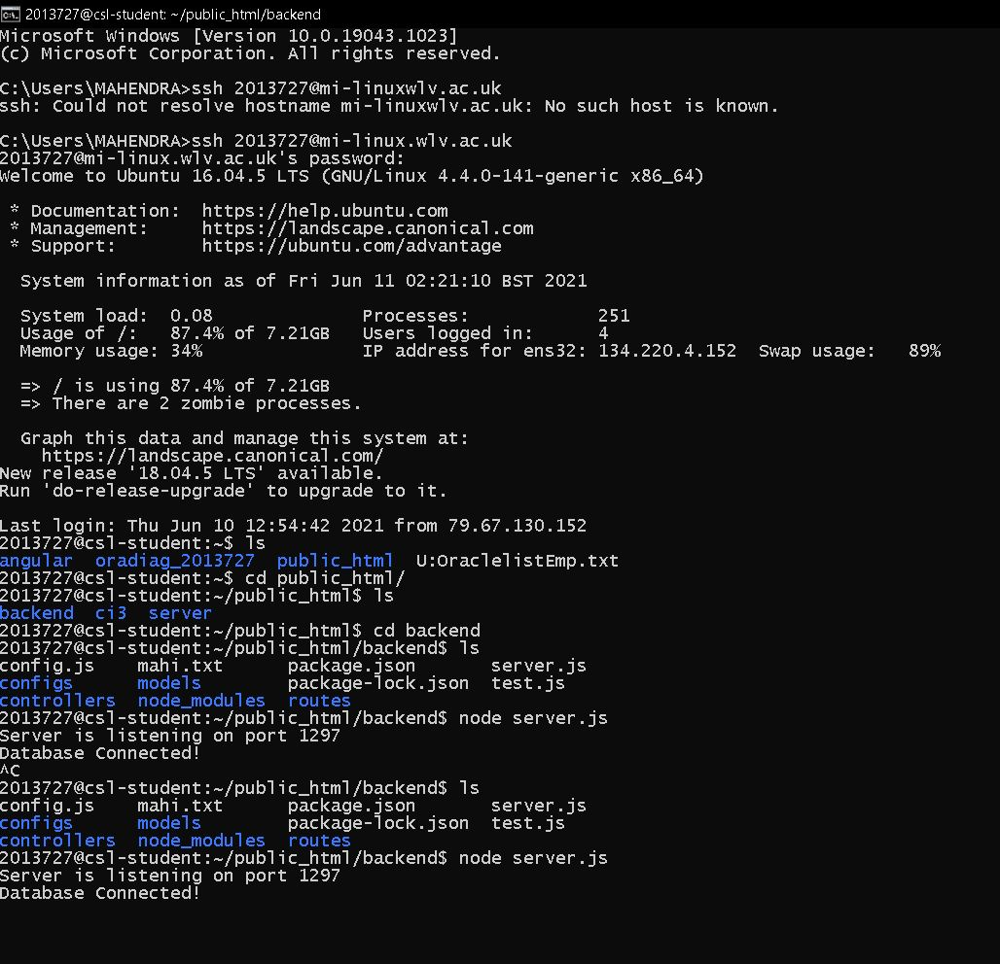 2013727@csl-student: ~/public_html/backend
Microsoft Windows [Version 10.0.19043.1023]
(c) Microsoft Corporation. All rights reserved.
C:\Users\MAHENDRA>ssh 2013727@mi-linuxwlv.ac.uk
ssh: Could not resolve hostname mi-linuxwlv.ac.uk: No such host is known.
C:\Users\MAHENDRA>ssh 2013727@mi-linux.wlv.ac.uk
2013727@mi-linux.wlv.ac.uk's password:
Welcome to Ubuntu 16.04.5 LTS (GNU/Linux 4.4.0-141-generic x86_64)
* Documentation:  https://help.ubuntu.com
* Management:     https://landscape.canonical.com
* Support:        https://ubuntu.com/advantage
System information as of Fri Jun 11 02:21:10 BST 2021
System load:  0.08               Processes:            251
Usage of /:   87.4% of 7.21GB   Users logged in:      4
Memory usage: 34%               IP address for ens32: 134.220.4.152  Swap usage:   89%
=> / is using 87.4% of 7.21GB
=> There are 2 zombie processes.
Graph this data and manage this system at:
https://landscape.canonical.com/
New release '18.04.5 LTS' available.
Run 'do-release-upgrade' to upgrade to it.
Last login: Thu Jun 10 12:54:42 2021 from 79.67.130.152
2013727@csl-student:~$ ls
angular  oradiag_2013727  public_html  U:OraclelistEmp.txt
2013727@csl-student:~$ cd public_html/
2013727@csl-student:~/public_html$ ls
backend  ci3  server
2013727@csl-student:~/public_html$ cd backend
2013727@csl-student:~/public_html/backend$ ls
config.js    mahi.txt      package.json       server.js
configs      models        package-lock.json  test.js
controllers  node_modules  routes
2013727@csl-student:~/public_html/backend$ node server.js
Server is listening on port 1297
Database Connected!
^C
2013727@csl-student:~/public_html/backend$ ls
config.js    mahi.txt      package.json       server.js
configs      models        package-lock.json  test.js
controllers  node_modules  routes
2013727@csl-student:~/public_html/backend$ node server.js
Server is listening on port 1297
Database Connected!